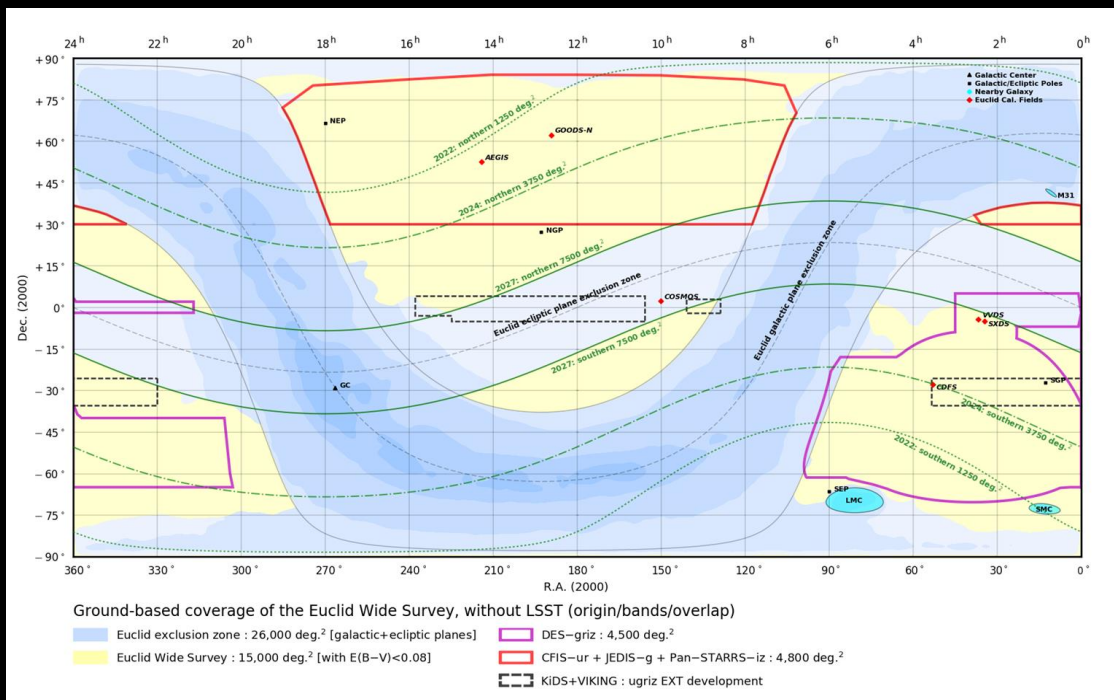 24h 22h 20h 18h 16h 14h 12h 10h 8h 6h 4h 2h 0h
+90°
+75°
+60°
+45°
+30°
+15°
0°
−15°
−30°
−45°
−60°
−75°
−90°
Dec. (2000)
▲ Galactic Center
■ Galactic/Ecliptic Poles
● Nearby Galaxy
◆ Euclid Cal. Fields
NEP
2022: northern 1250 deg.²
GOODS-N
AEGIS
2024: northern 3750 deg.²
M31
NGP
2027: northern 7500 deg.²
Euclid ecliptic plane exclusion zone
COSMOS
Euclid galactic plane exclusion zone
VVDS
SXDS
2027: southern 7500 deg.²
GC
CDFS
SGP
2024: southern 3750 deg.²
2022: southern 1250 deg.²
SEP
LMC
SMC
360° 330° 300° 270° 240° 210° 180° 150° 120° 90° 60° 30° 0°
R.A. (2000)
Ground-based coverage of the Euclid Wide Survey, without LSST (origin/bands/overlap)
Euclid exclusion zone : 26,000 deg.² [galactic+ecliptic planes]
Euclid Wide Survey : 15,000 deg.² [with E(B−V)<0.08]
DES−griz : 4,500 deg.²
CFIS−ur + JEDIS−g + Pan−STARRS−iz : 4,800 deg.²
KiDS+VIKING : ugriz EXT development